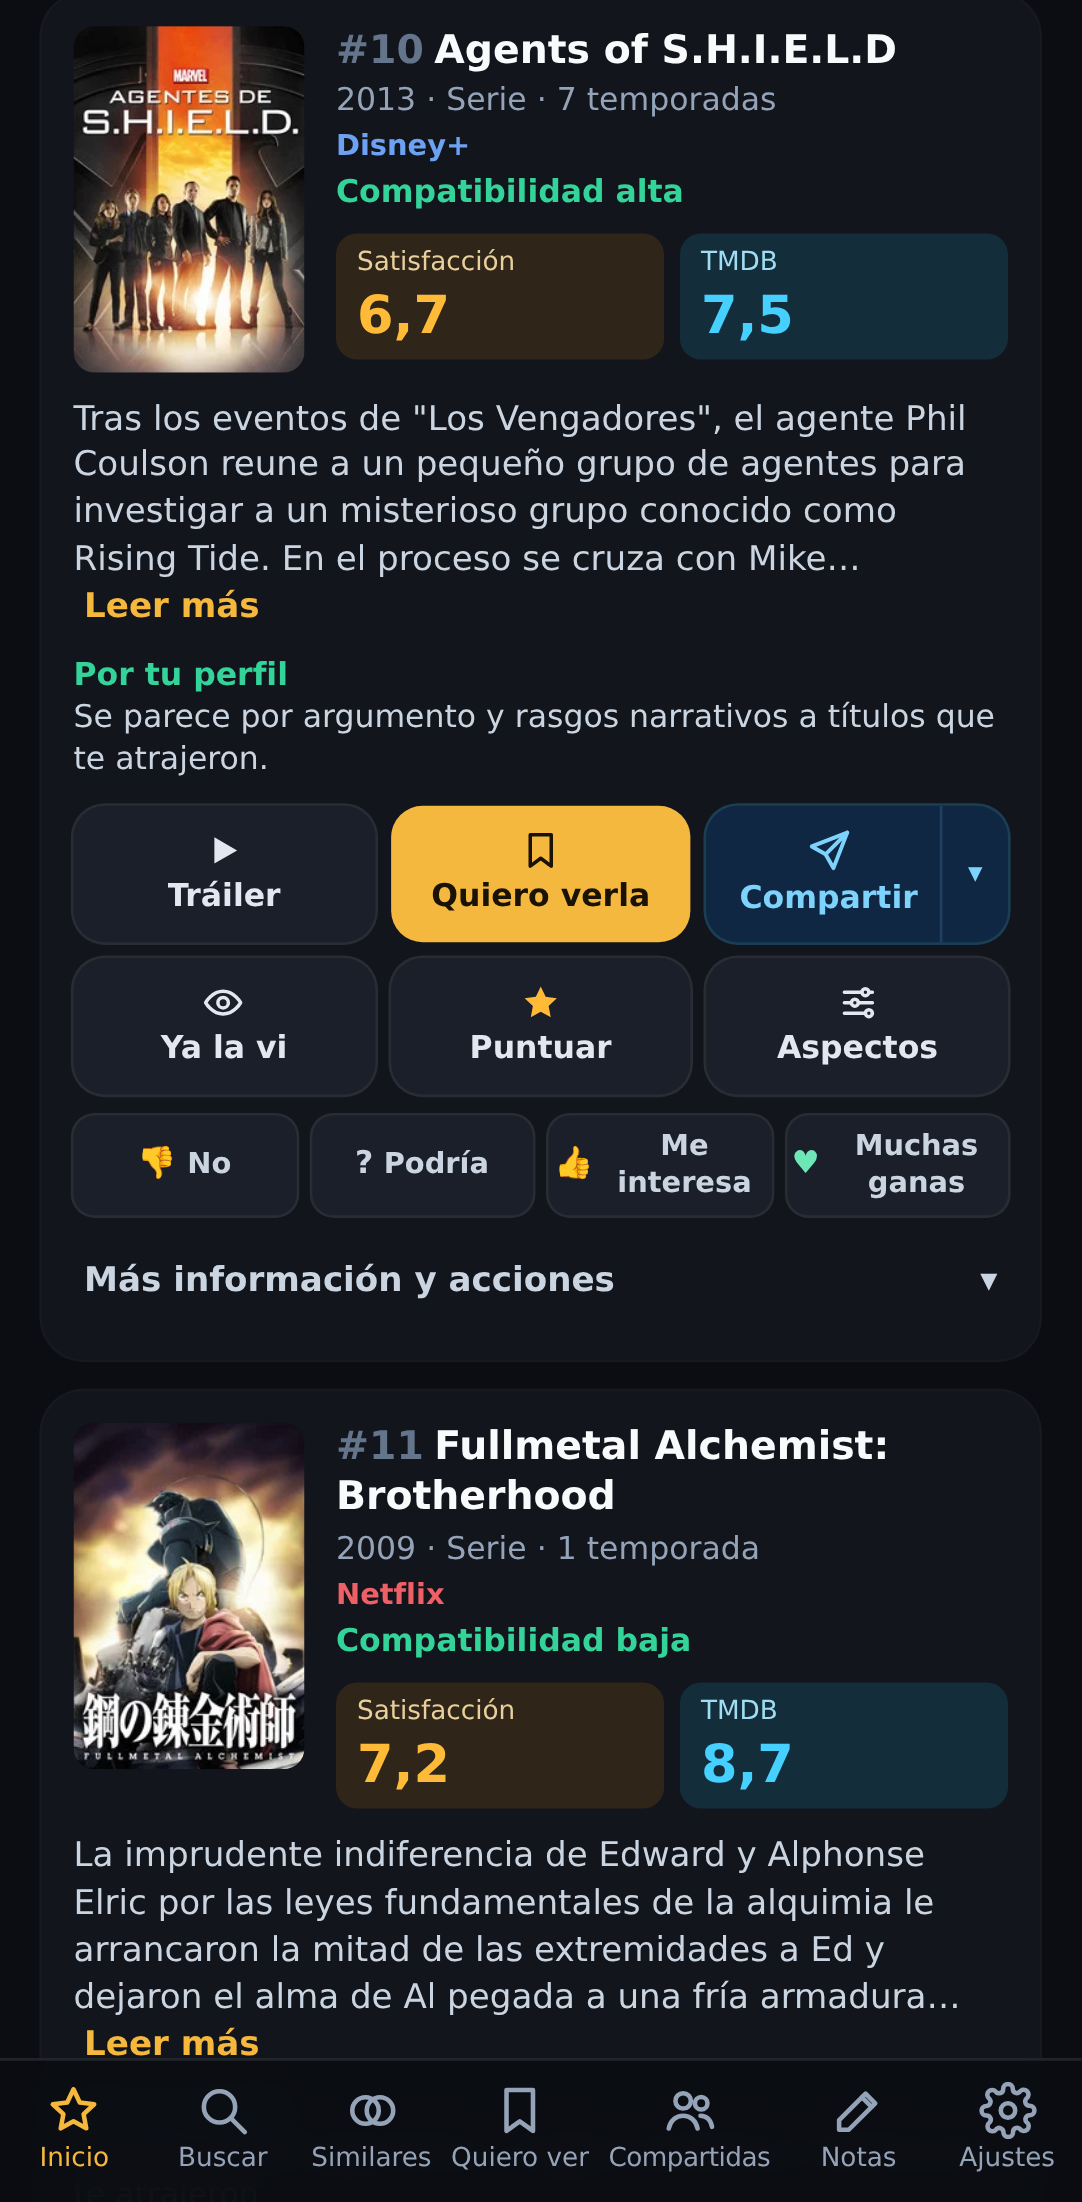 MARVEL
AGENTES DE
S.H.I.E.L.D.
#10 Agents of S.H.I.E.L.D
2013 · Serie · 7 temporadas
Disney+
Compatibilidad alta
Satisfacción
6,7
TMDB
7,5
Tras los eventos de "Los Vengadores", el agente Phil
Coulson reune a un pequeño grupo de agentes para
investigar a un misterioso grupo conocido como
Rising Tide. En el proceso se cruza con Mike...
Leer más
Por tu perfil
Se parece por argumento y rasgos narrativos a títulos que
te atrajeron.
Tráiler
Quiero verla
Compartir
▼
Ya la vi
Puntuar
Aspectos
👎 No
? Podría
👍 Me
interesa
♥ Muchas
ganas
Más información y acciones ▼
鋼の錬金術師
FULLMETAL ALCHEMIST
#11 Fullmetal Alchemist:
Brotherhood
2009 · Serie · 1 temporada
Netflix
Compatibilidad baja
Satisfacción
7,2
TMDB
8,7
La imprudente indiferencia de Edward y Alphonse
Elric por las leyes fundamentales de la alquimia le
arrancaron la mitad de las extremidades a Ed y
dejaron el alma de Al pegada a una fría armadura...
Leer más
Inicio
Buscar
Similares
Quiero ver
Compartidas
Notas
Ajustes
te atrajeron